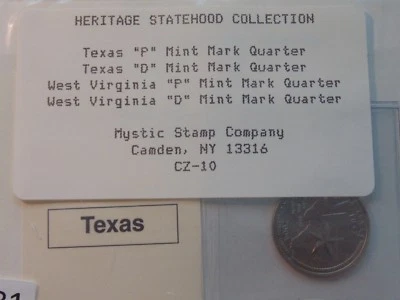 HERITAGE STATEHOOD COLLECTION
Texas "P" Mint Mark Quarter
Texas "D" Mint Mark Quarter
West Virginia "P" Mint Mark Quarter
West Virginia "D" Mint Mark Quarter
Mystic Stamp Company
Camden, NY 13316
CZ-10
Texas